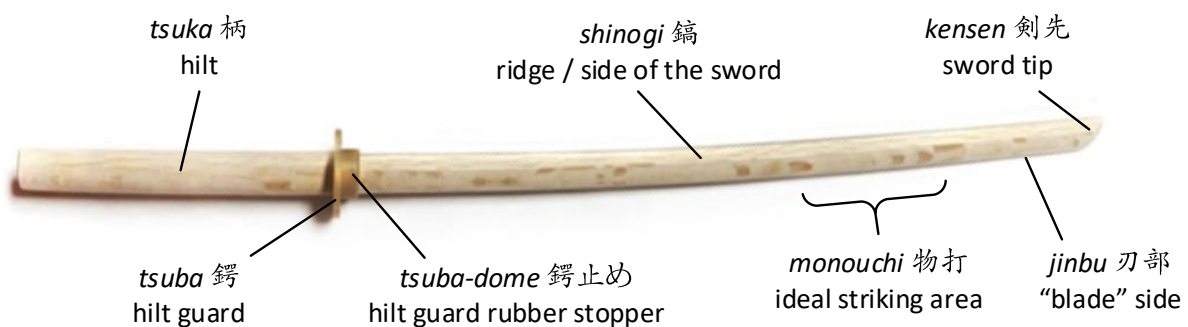 tsuka 柄
hilt
shinogi 鎬
ridge / side of the sword
kensen 剣先
sword tip
tsuba 鍔
hilt guard
tsuba-dome 鍔止め
hilt guard rubber stopper
monouchi 物打
ideal striking area
jinbu 刃部
“blade” side